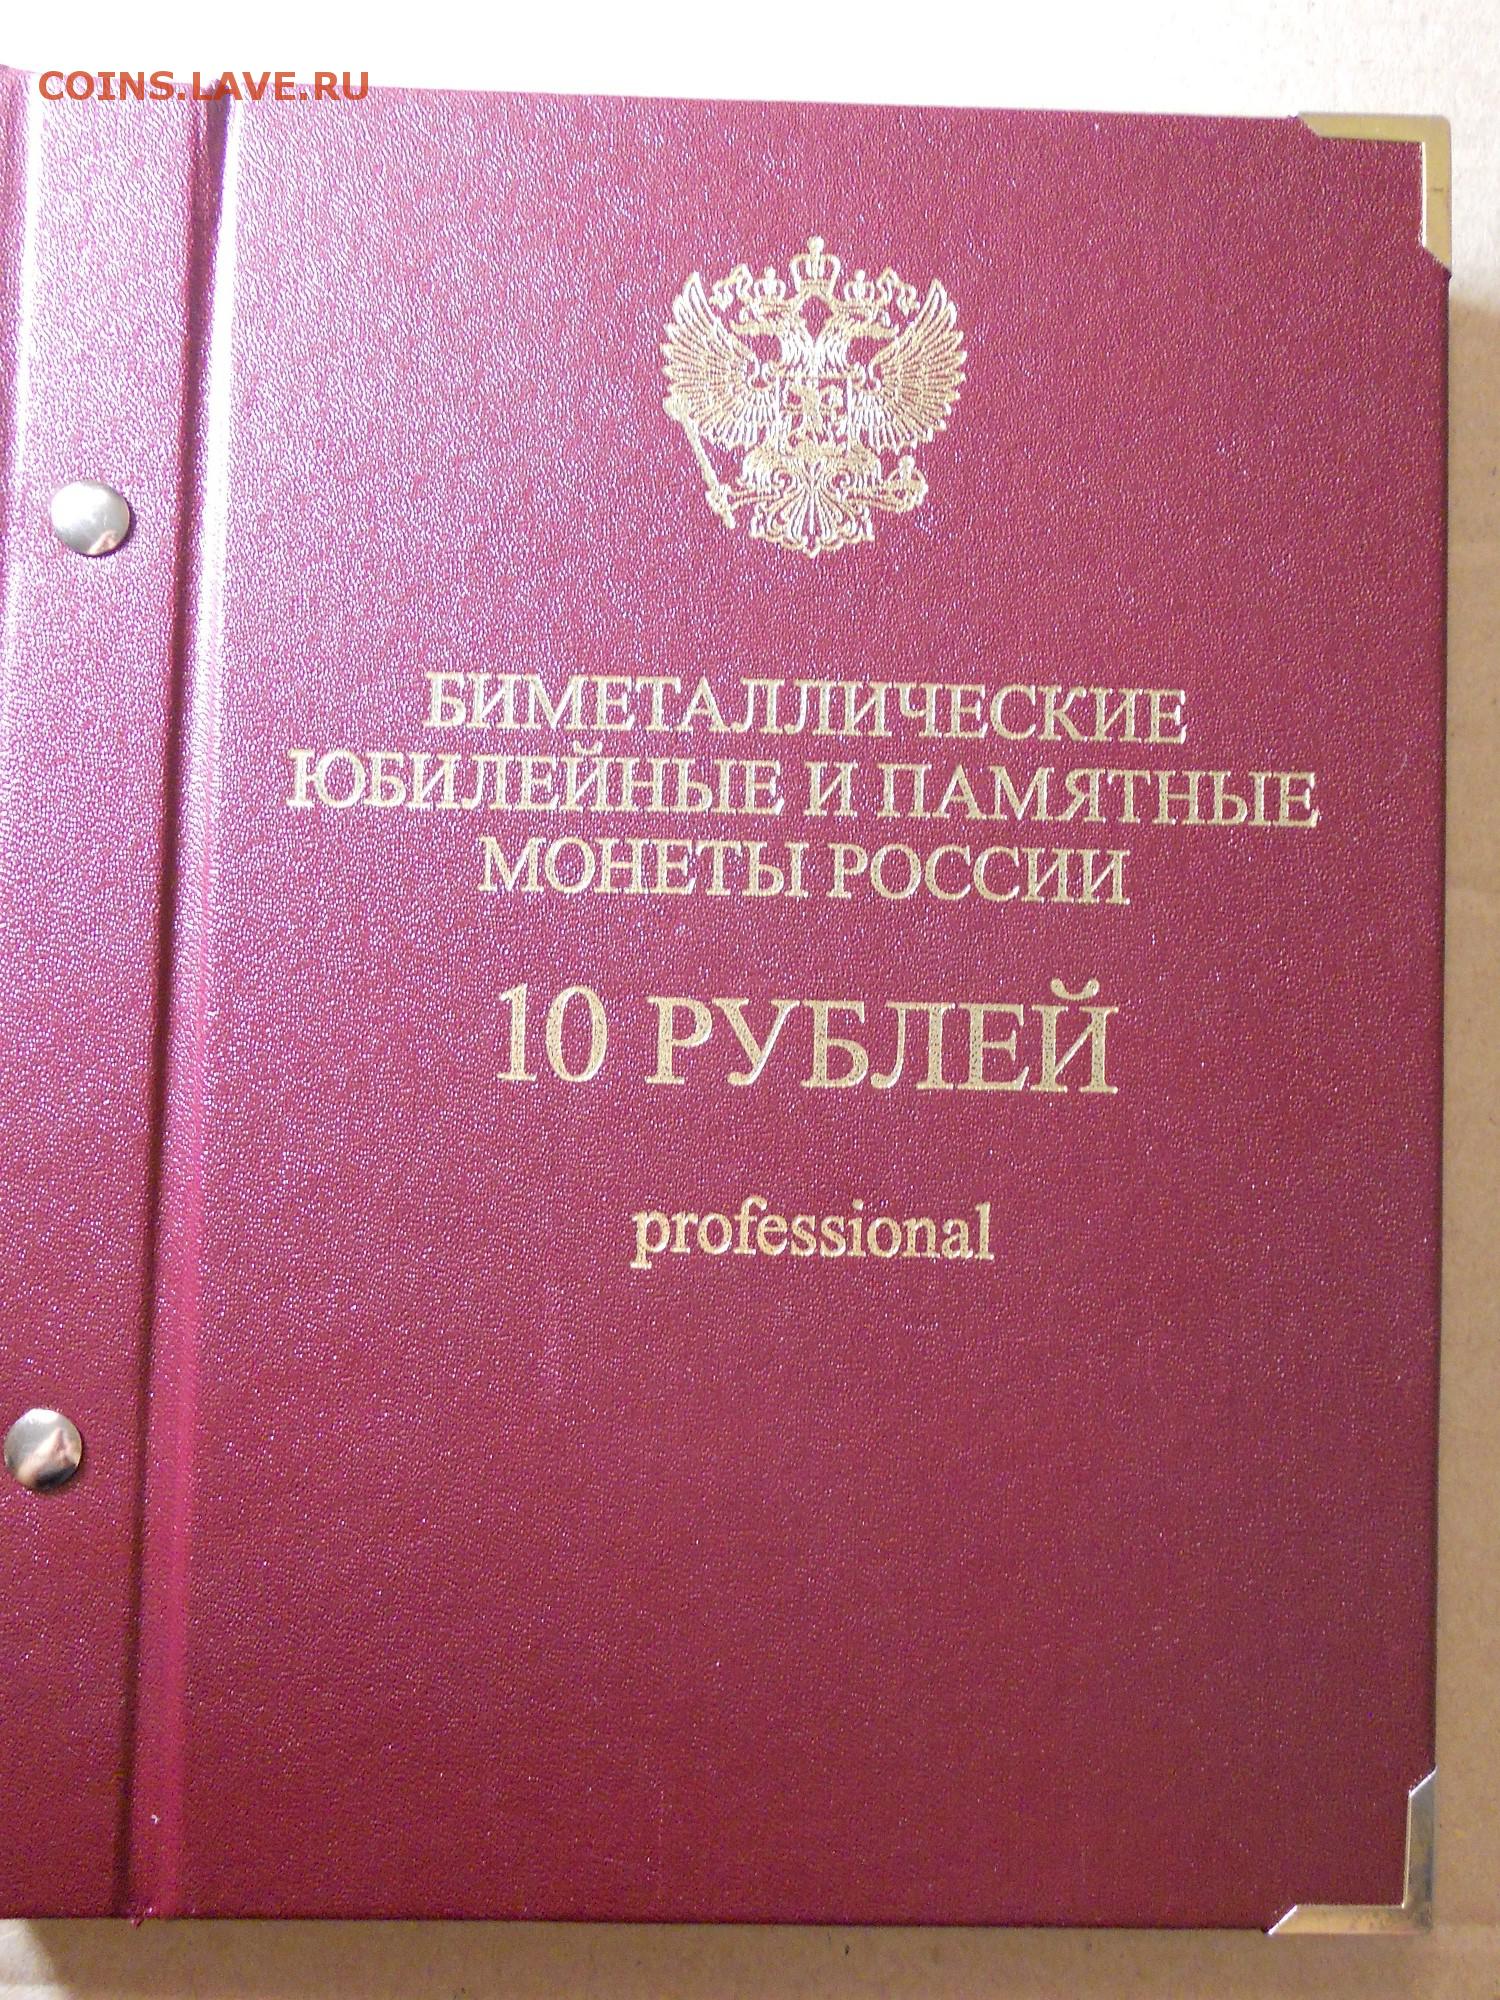 COINS.LAVE.RU
БИМЕТАЛЛИЧЕСКИЕ
ЮБИЛЕЙНЫЕ И ПАМЯТНЫЕ
МОНЕТЫ РОССИИ
10 РУБЛЕЙ
professional